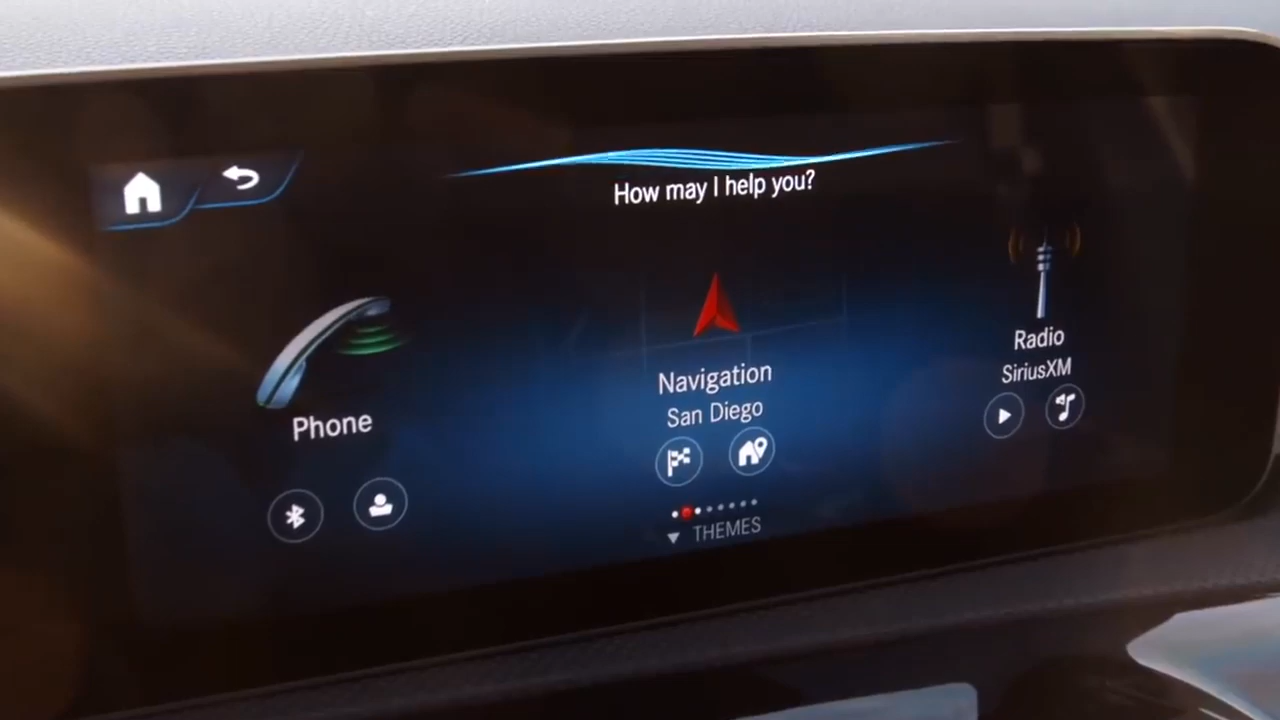 How may I help you?
Phone
Navigation
San Diego
Radio
SiriusXM
THEMES